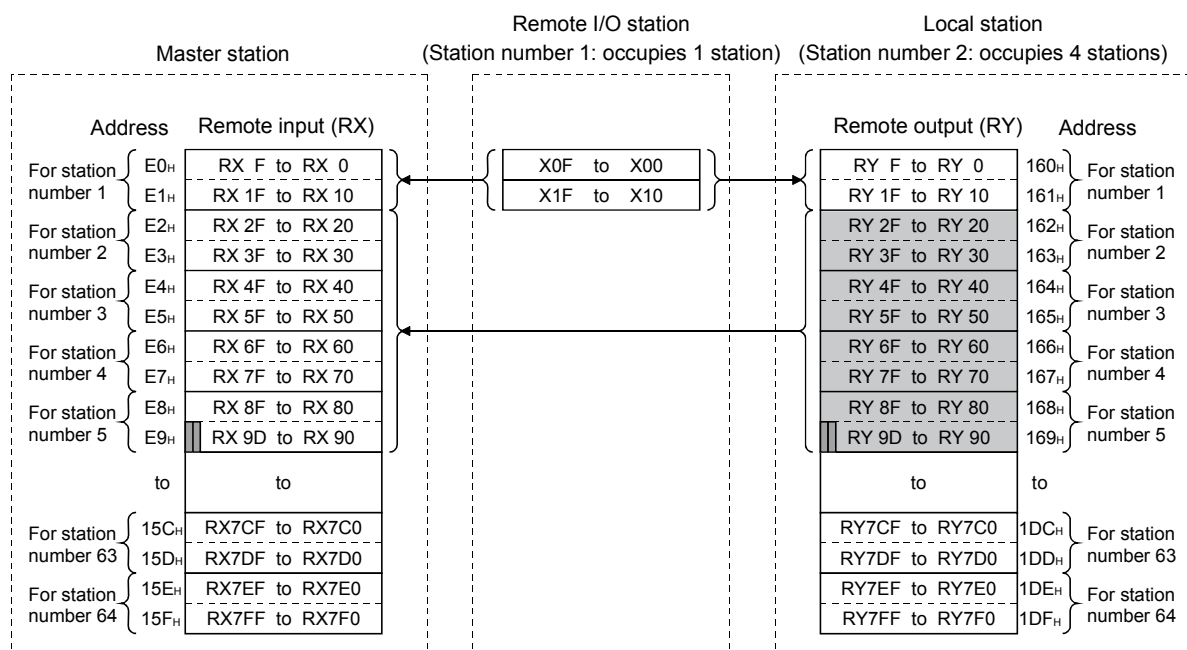 Remote I/O station
Local station
Master station
(Station number 1: occupies 1 station)
(Station number 2: occupies 4 stations)
Address
Remote input (RX)
Remote output (RY)
Address
For station number 1
E0H
RX F to RX 0
X0F to X00
RY F to RY 0
160H
For station number 1
E1H
RX 1F to RX 10
X1F to X10
RY 1F to RY 10
161H
For station number 2
E2H
RX 2F to RX 20
RY 2F to RY 20
162H
For station number 2
E3H
RX 3F to RX 30
RY 3F to RY 30
163H
For station number 3
E4H
RX 4F to RX 40
RY 4F to RY 40
164H
For station number 3
E5H
RX 5F to RX 50
RY 5F to RY 50
165H
For station number 4
E6H
RX 6F to RX 60
RY 6F to RY 60
166H
For station number 4
E7H
RX 7F to RX 70
RY 7F to RY 70
167H
For station number 5
E8H
RX 8F to RX 80
RY 8F to RY 80
168H
For station number 5
E9H
RX 9D to RX 90
RY 9D to RY 90
169H
to
to
to
to
For station number 63
15CH
RX7CF to RX7C0
RY7CF to RY7C0
1DCH
For station number 63
15DH
RX7DF to RX7D0
RY7DF to RY7D0
1DDH
For station number 64
15EH
RX7EF to RX7E0
RY7EF to RY7E0
1DEH
For station number 64
15FH
RX7FF to RX7F0
RY7FF to RY7F0
1DFH